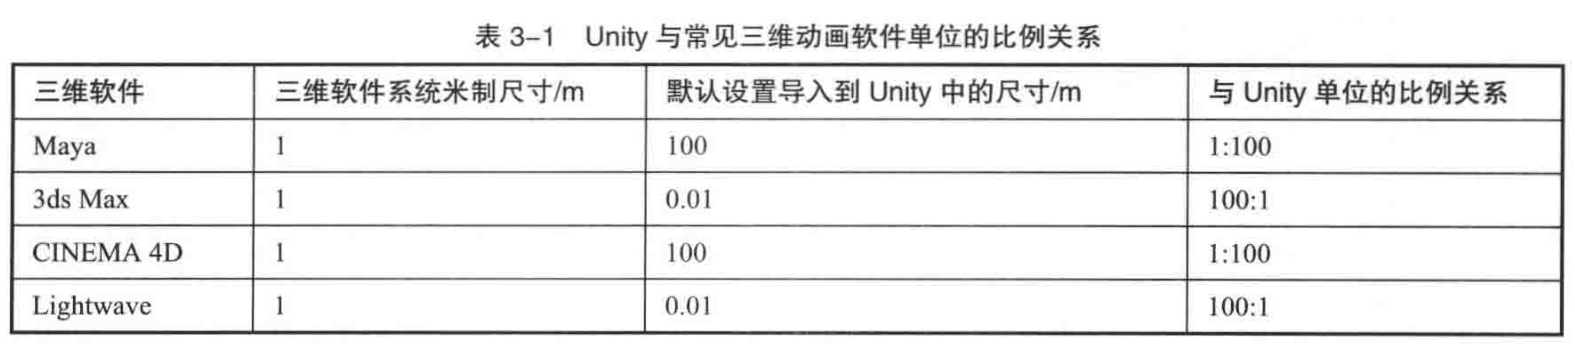 表 3-1 Unity 与常见三维动画软件单位的比例关系
三维软件 三维软件系统米制尺寸/m 默认设置导入到 Unity 中的尺寸/m 与 Unity 单位的比例关系
Maya 1 100 1:100
3ds Max 1 0.01 100:1
CINEMA 4D 1 100 1:100
Lightwave 1 0.01 100:1